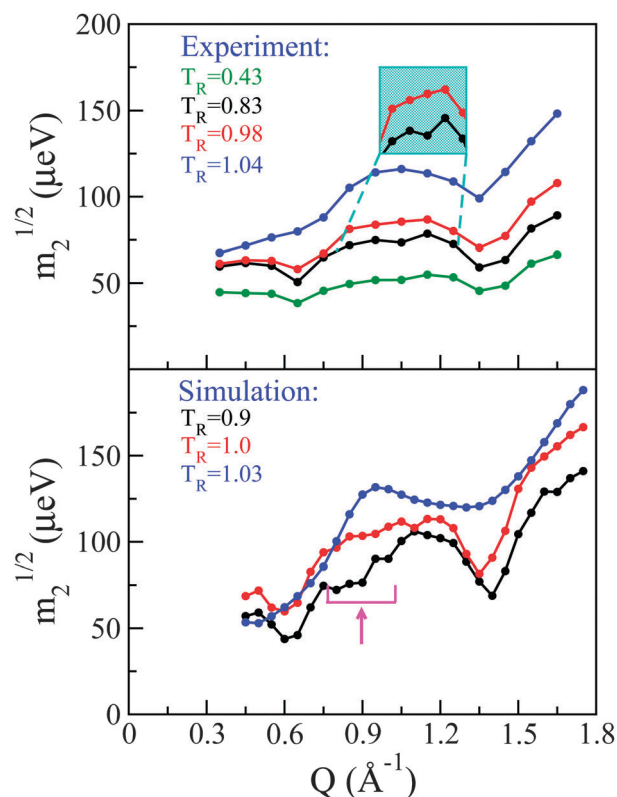 200
Experiment:
T_R=0.43
T_R=0.83
T_R=0.98
T_R=1.04
150
100
50
m_2^{1/2} (μeV)
Simulation:
T_R=0.9
T_R=1.0
T_R=1.03
150
100
50
0
m_2^{1/2} (μeV)
0 0.3 0.6 0.9 1.2 1.5 1.8
Q (Å^{-1})